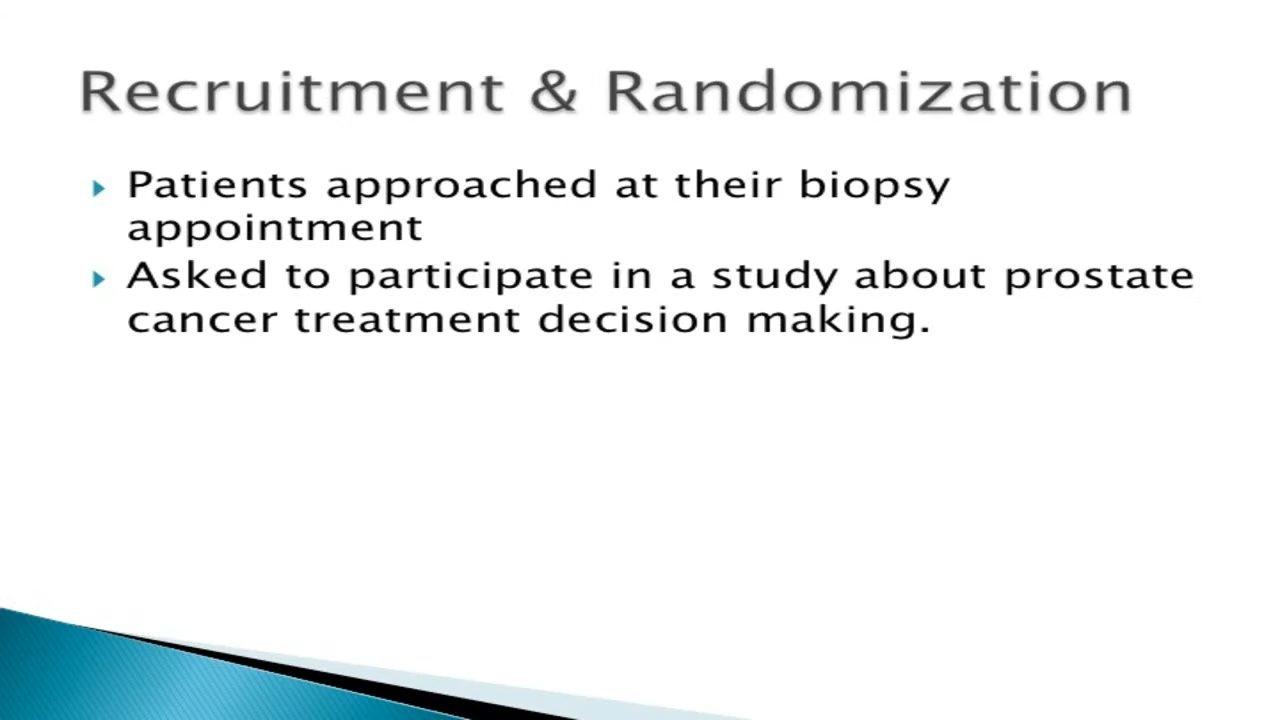 Recruitment & Randomization
Patients approached at their biopsy
appointment
Asked to participate in a study about prostate
cancer treatment decision making.